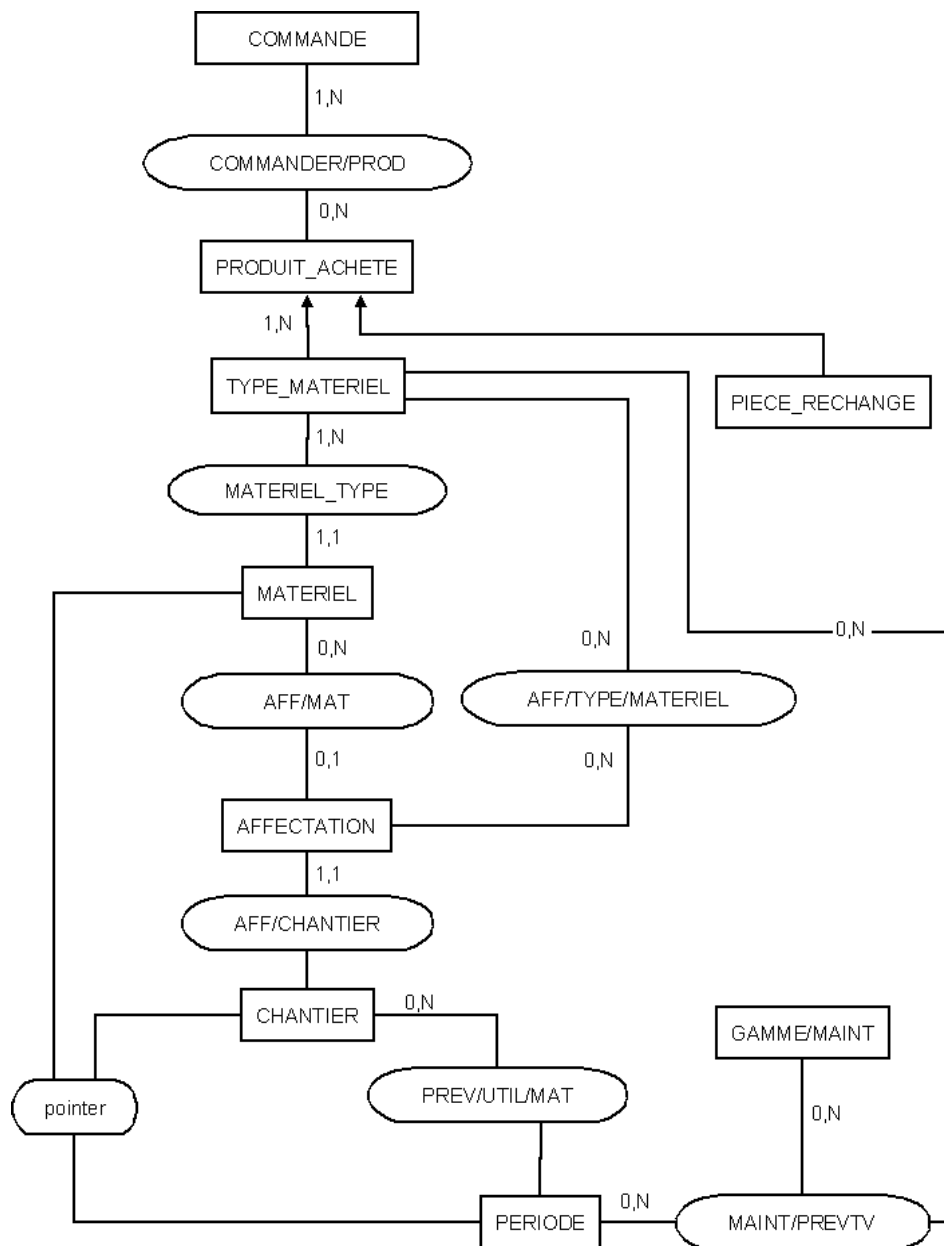 COMMANDE
1,N
COMMANDER/PROD
0,N
PRODUIT_ACHETE
1,N
TYPE_MATERIEL
PIECE_RECHANGE
1,N
MATERIEL_TYPE
1,1
MATERIEL
0,N
0,N
0,N
AFF/MAT
AFF/TYPE/MATERIEL
0,1
0,N
AFFECTATION
1,1
AFF/CHANTIER
CHANTIER
0,N
GAMME/MAINT
pointer
PREV/UTIL/MAT
0,N
PERIODE
0,N
MAINT/PREVTV